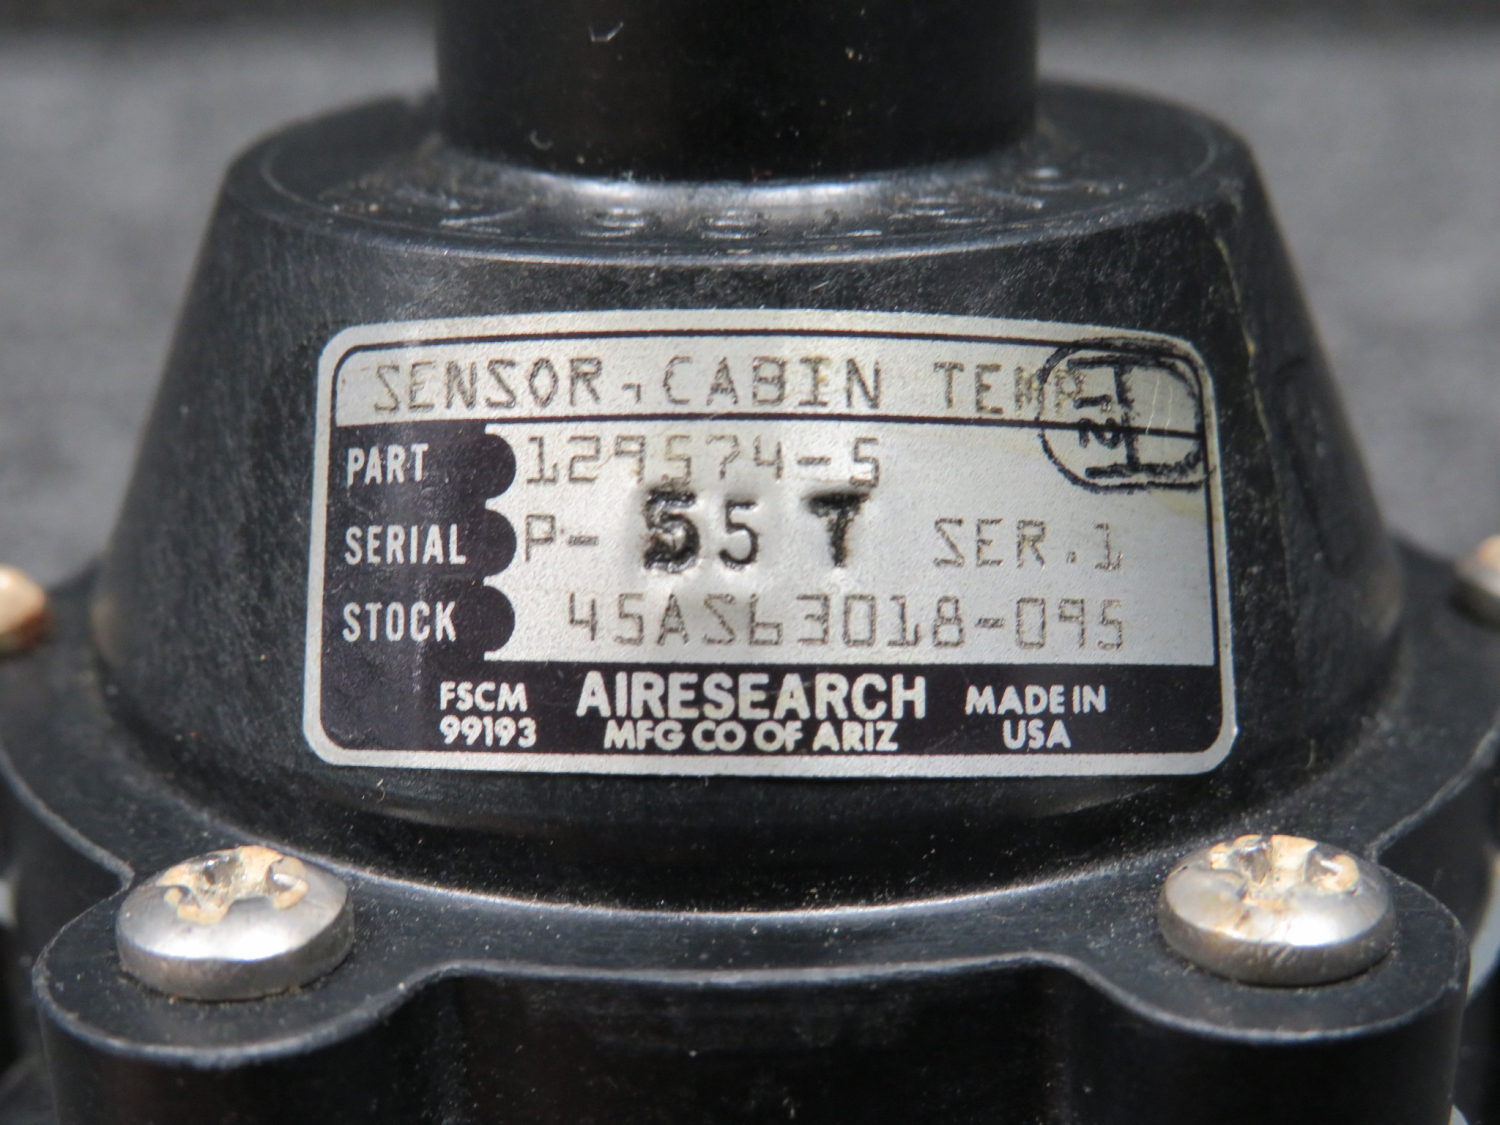 SENSOR, CABIN TEMP.
PART 129574-5
SERIAL P- 55 T SER.1
STOCK 45AS63018-095
FSCM 99193
AIRESEARCH
MFG CO OF ARIZ
MADE IN USA